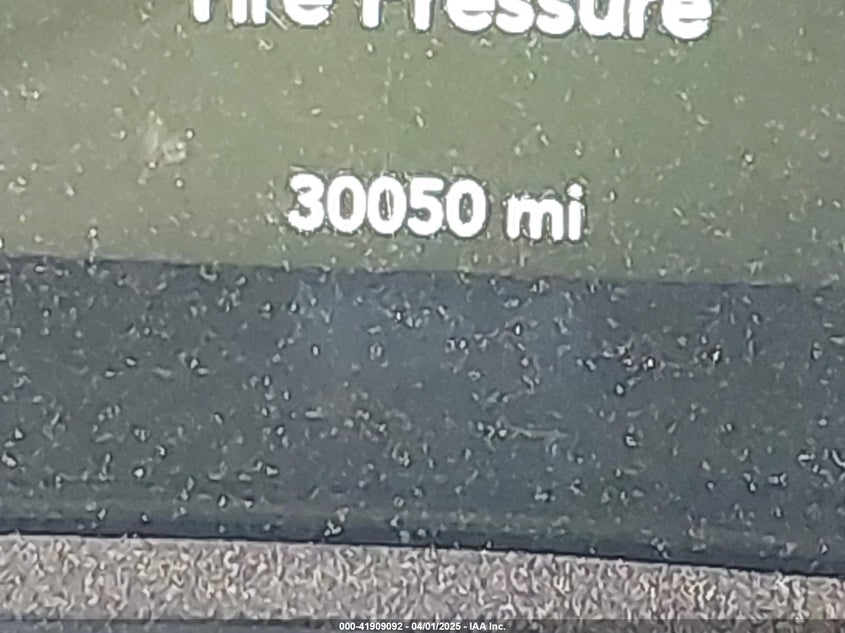 Tire Pressure
30050 mi
000-41909092 - 04/01/2025 - IAA Inc.